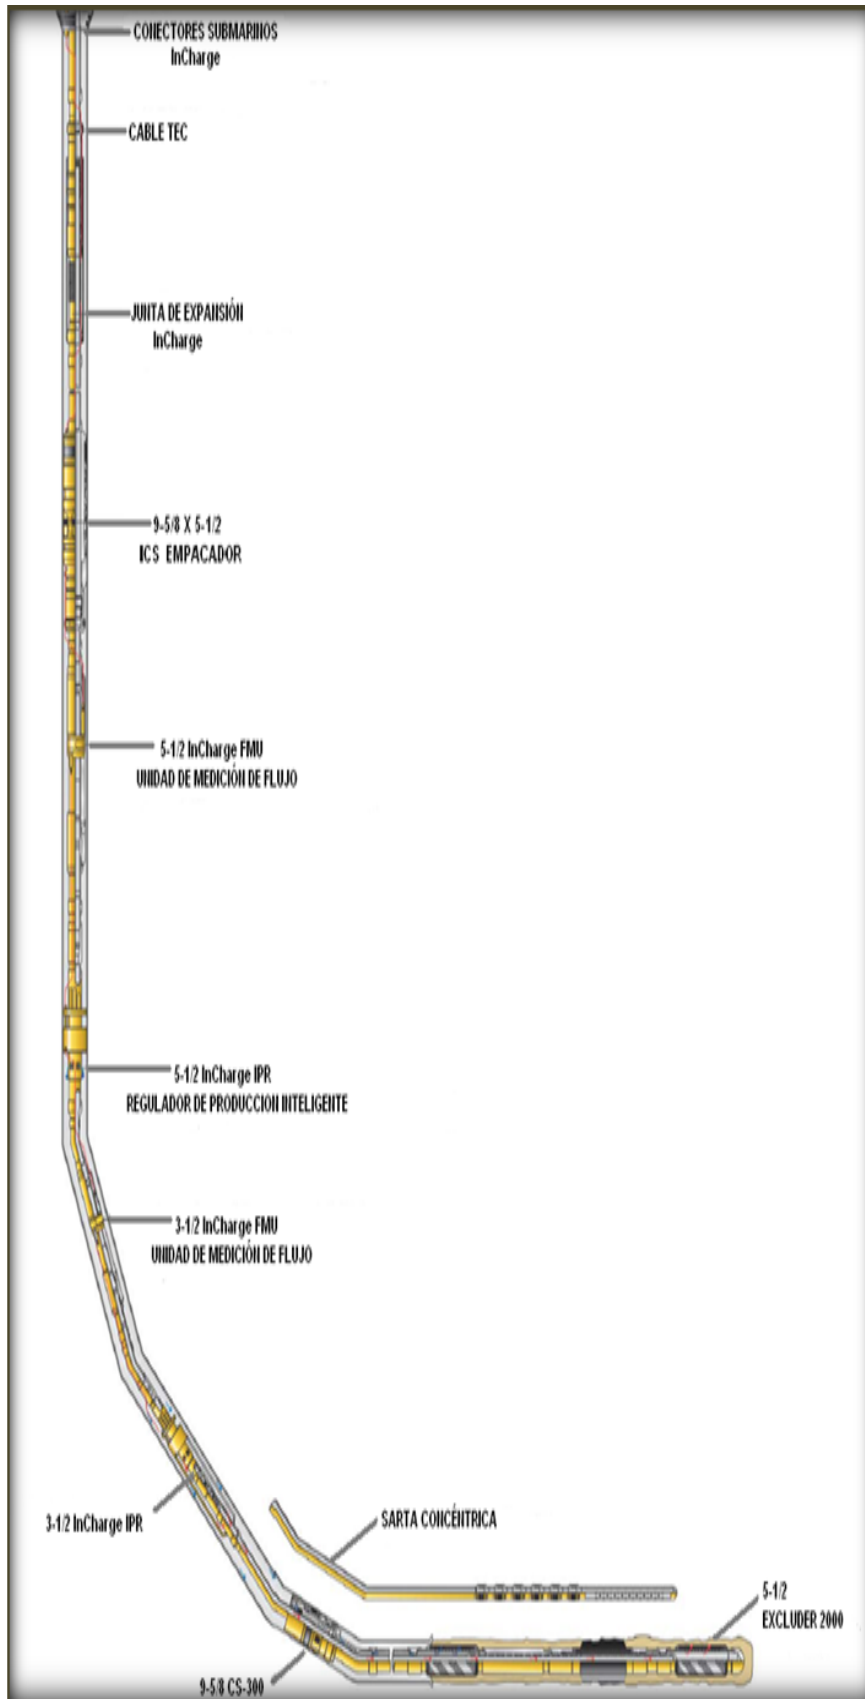 CONECTORES SUBMARINOS
InCharge
CABLE TEC
JUNTA DE EXPANSIÓN
InCharge
9-5/8 X 5-1/2
ICS EMPACADOR
5-1/2 InCharge FMU
UNIDAD DE MEDICIÓN DE FLUJO
5-1/2 InCharge IPR
REGULADOR DE PRODUCCION INTELIGENTE
3-1/2 InCharge FMU
UNIDAD DE MEDICIÓN DE FLUJO
3-1/2 InCharge IPR
SARTA CONCÉNTRICA
5-1/2
EXCLUDER 2000
9-5/8 CS-300